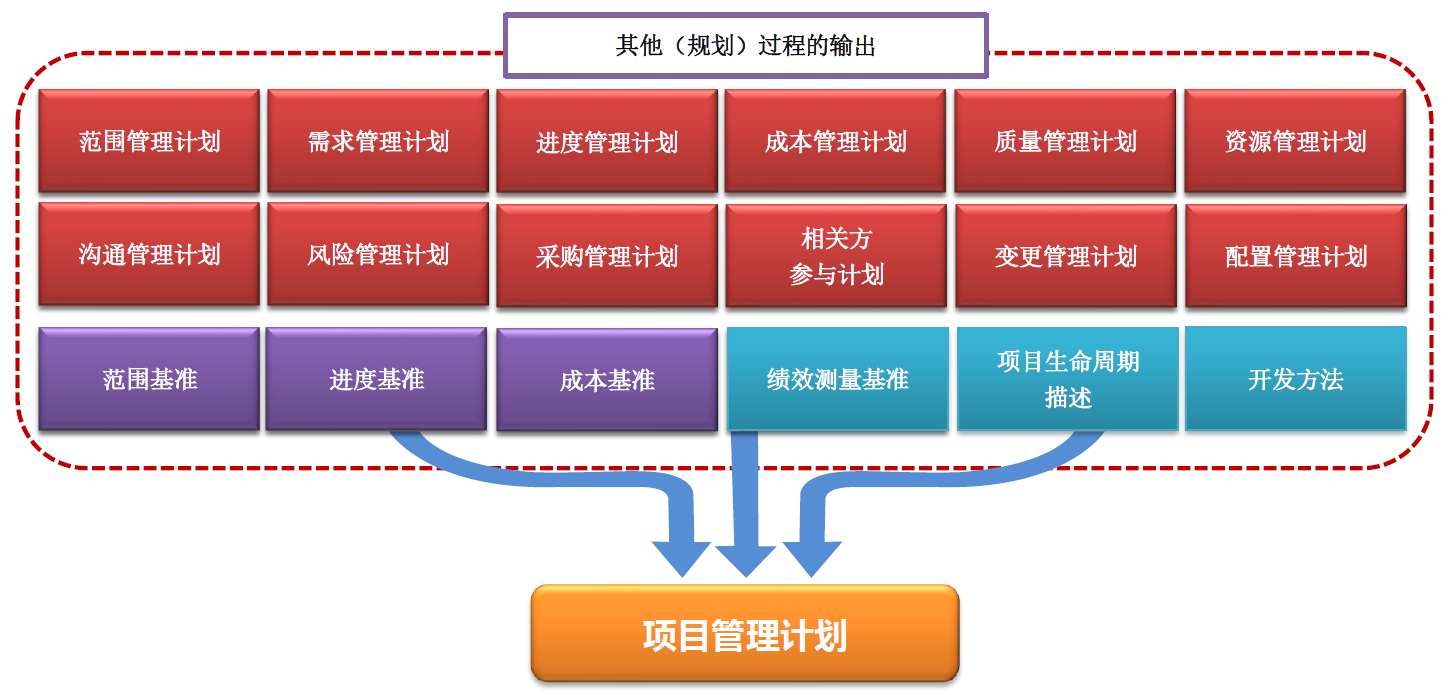 其他（规划）过程的输出
范围管理计划
需求管理计划
进度管理计划
成本管理计划
质量管理计划
资源管理计划
沟通管理计划
风险管理计划
采购管理计划
相关方
参与计划
变更管理计划
配置管理计划
范围基准
进度基准
成本基准
绩效测量基准
项目生命周期
描述
开发方法
项目管理计划